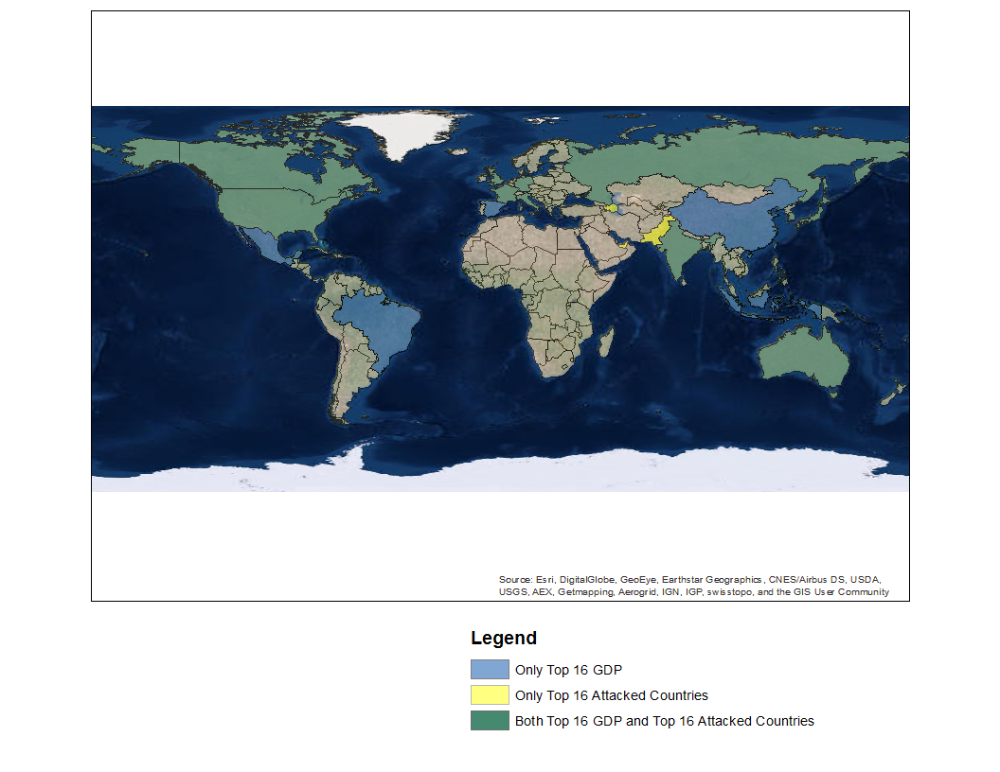 Source: Esri, DigitalGlobe, GeoEye, Earthstar Geographics, CNES/Airbus DS, USDA,
USGS, AEX, Getmapping, Aerogrid, IGN, IGP, swisstopo, and the GIS User Community
Legend
Only Top 16 GDP
Only Top 16 Attacked Countries
Both Top 16 GDP and Top 16 Attacked Countries